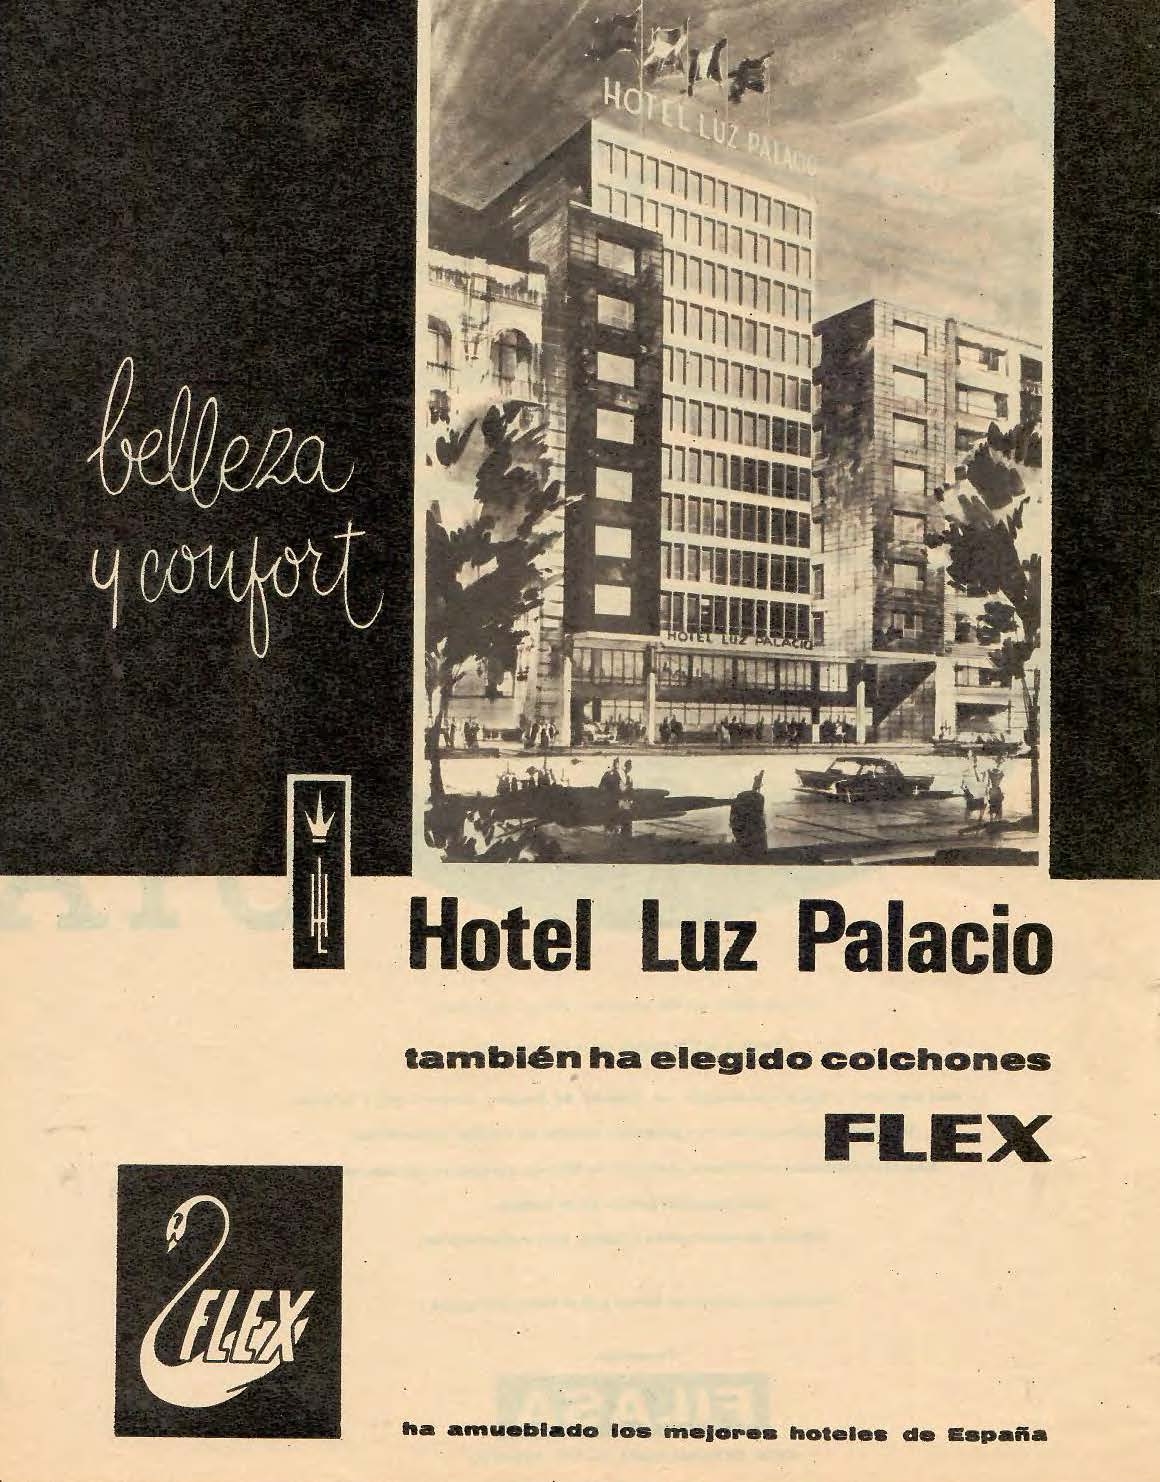 HOTEL LUZ PALACIO
belleza
y confort
HOTEL LUZ PALACIO
Hotel Luz Palacio
también ha elegido colchones
FLEX
FLEX
ha amueblado los mejores hoteles de España